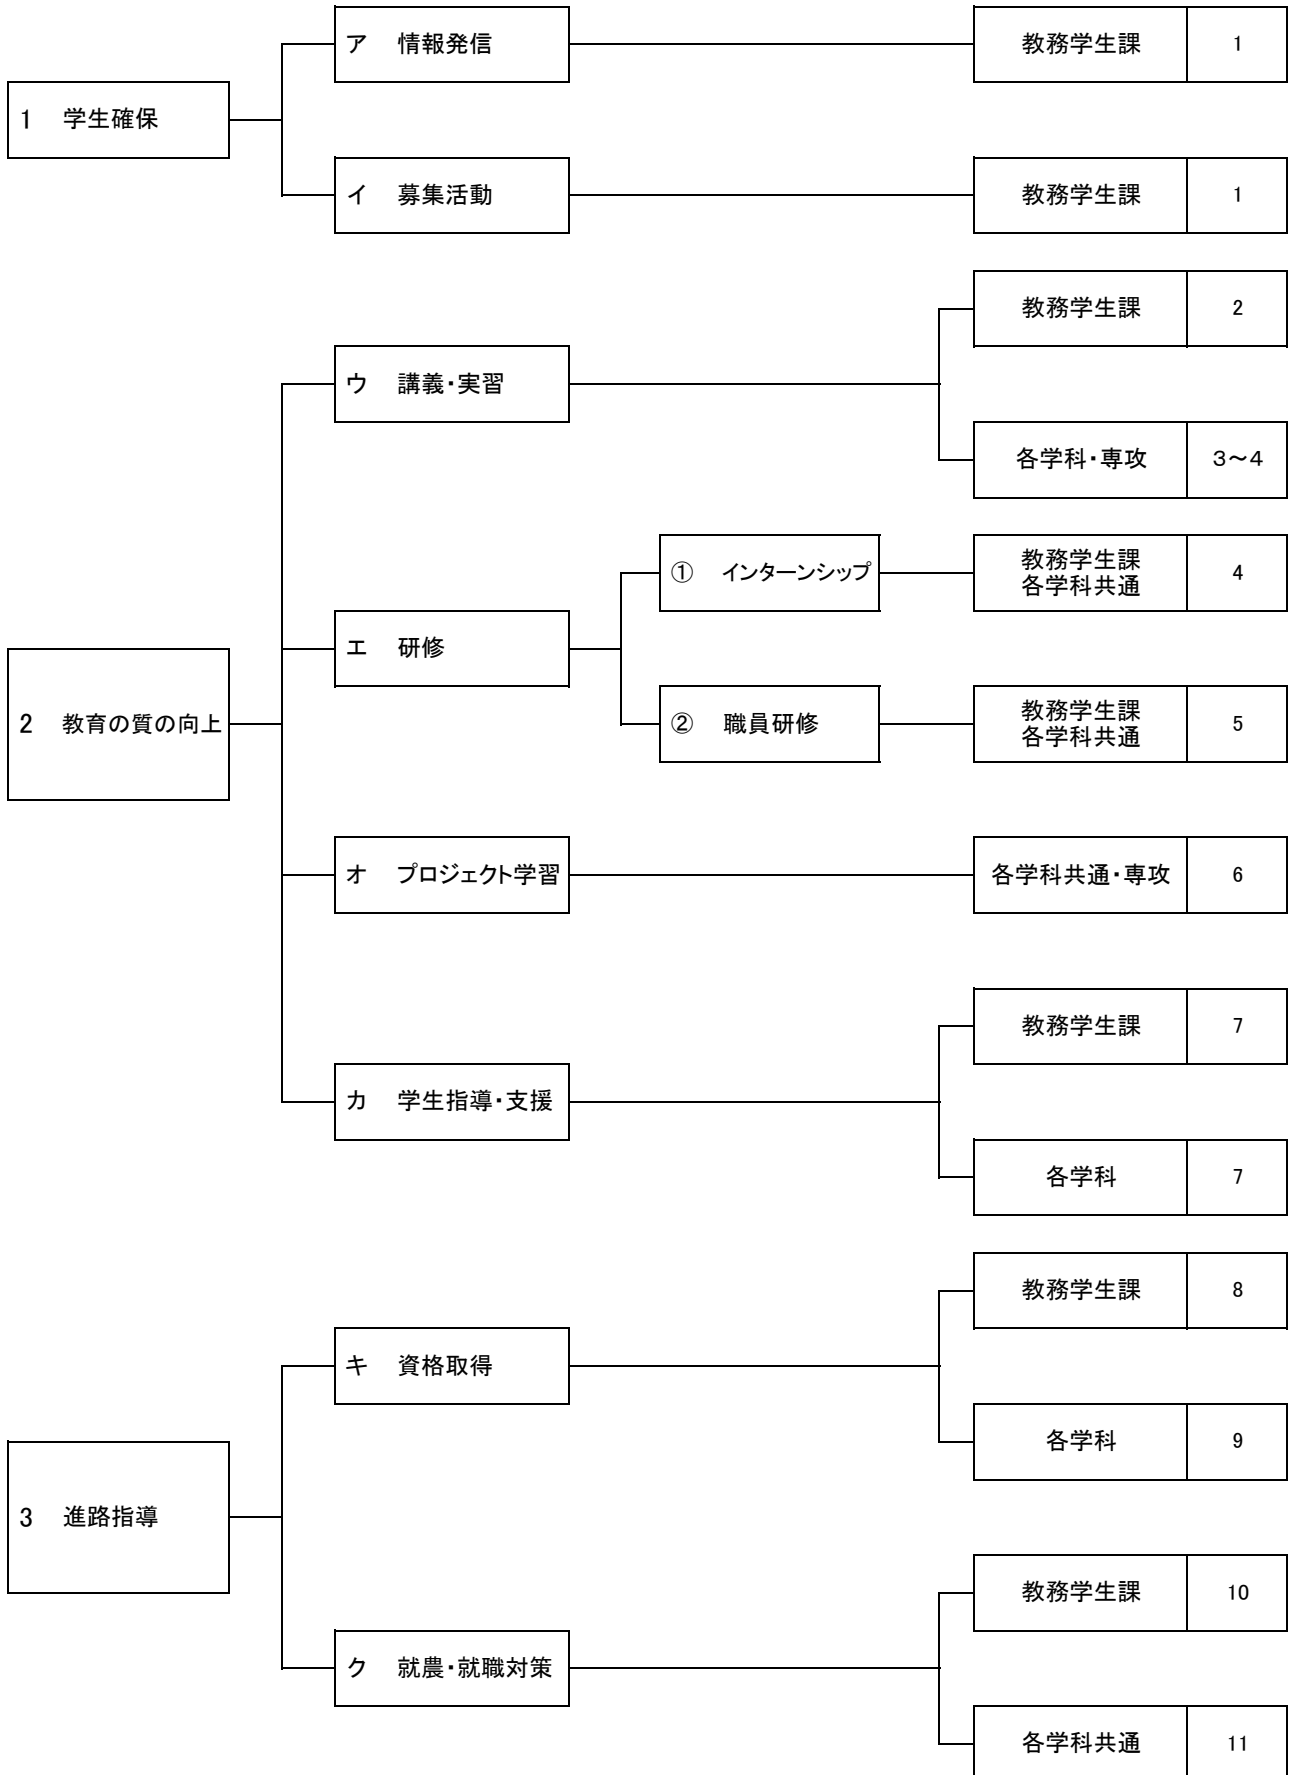 1 学生確保
ア 情報発信
教務学生課 1
イ 募集活動
教務学生課 1
2 教育の質の向上
ウ 講義・実習
教務学生課 2
各学科・専攻 3～4
エ 研修
① インターンシップ
教務学生課
各学科共通
4
② 職員研修
教務学生課
各学科共通
5
オ プロジェクト学習
各学科共通・専攻 6
カ 学生指導・支援
教務学生課 7
各学科 7
3 進路指導
キ 資格取得
教務学生課 8
各学科 9
ク 就農・就職対策
教務学生課 10
各学科共通 11